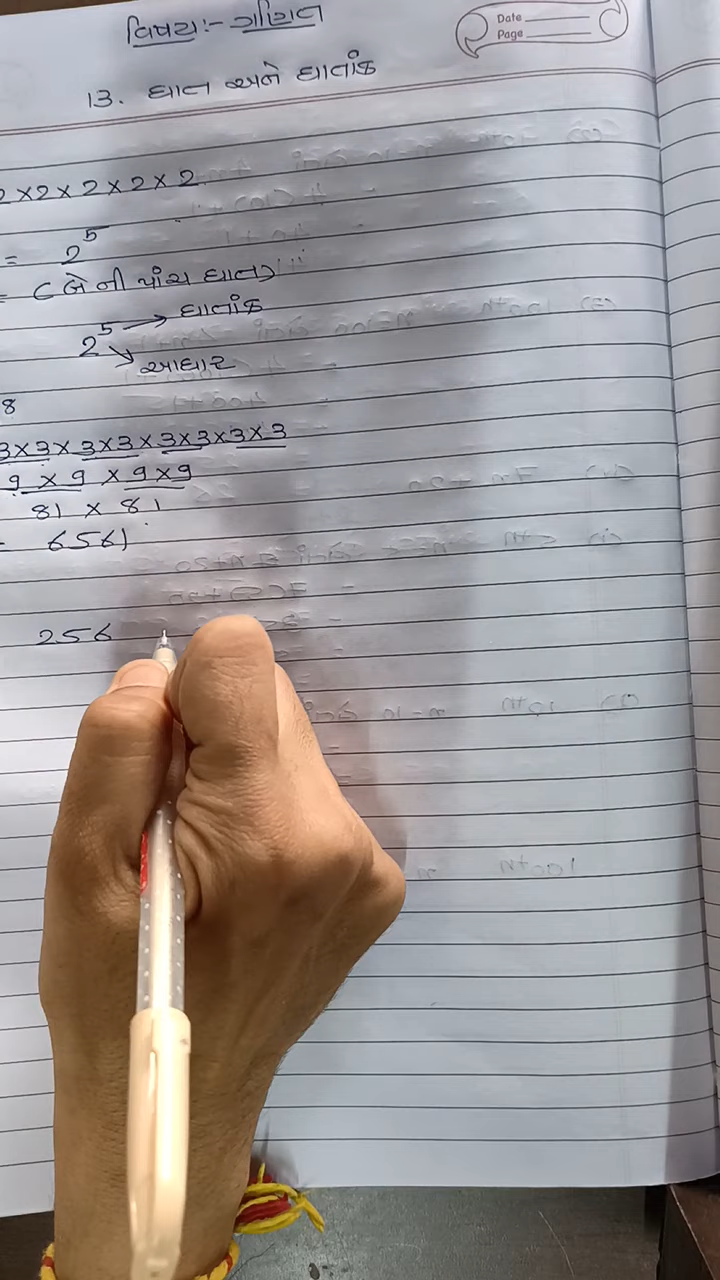 વિષય:- ગણિત
Date
Page
13. ઘાત અને ઘાતાંક
2×2×2×2×2
= 2⁵
= (બે ની પાંચ ઘાત)
2⁵ → ઘાતાંક
→ આધાર
8
3×3×3×3×3×3×3×3
9×9×9×9
81 × 81
= 6561
256